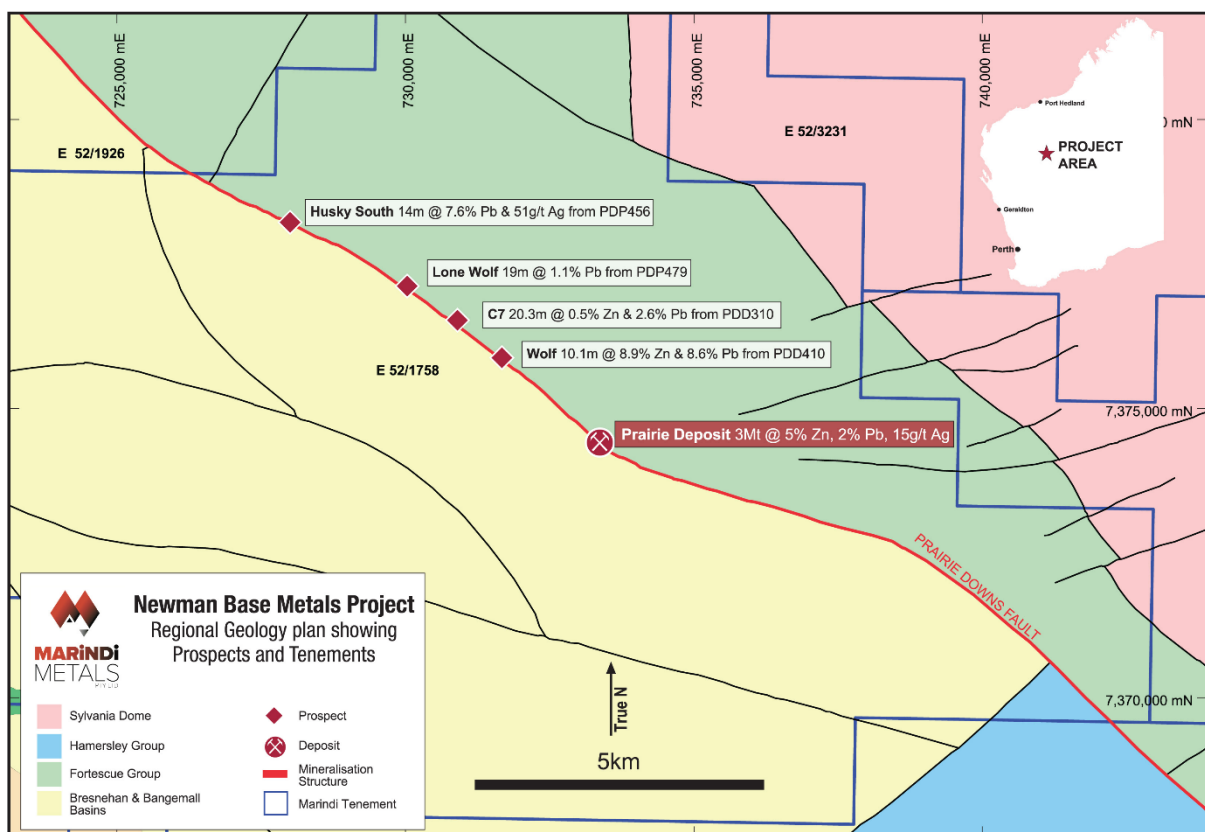 725,000 mE
730,000 mE
735,000 mE
740,000 mE
Port Hedland
0 mN
E 52/3231
PROJECT
AREA
E 52/1926
Geraldton
Perth
Husky South 14m @ 7.6% Pb & 51g/t Ag from PDP456
Lone Wolf 19m @ 1.1% Pb from PDP479
C7 20.3m @ 0.5% Zn & 2.6% Pb from PDD310
Wolf 10.1m @ 8.9% Zn & 8.6% Pb from PDD410
E 52/1758
7,375,000 mN
Prairie Deposit 3Mt @ 5% Zn, 2% Pb, 15g/t Ag
PRAIRIE DOWNS FAULT
7,370,000 mN
True N
5km
MARiNDi
METALS
PTY LTD
Newman Base Metals Project
Regional Geology plan showing
Prospects and Tenements
Sylvania Dome
Hamersley Group
Fortescue Group
Bresnehan & Bangemall
Basins
Prospect
Deposit
Mineralisation
Structure
Marindi Tenement